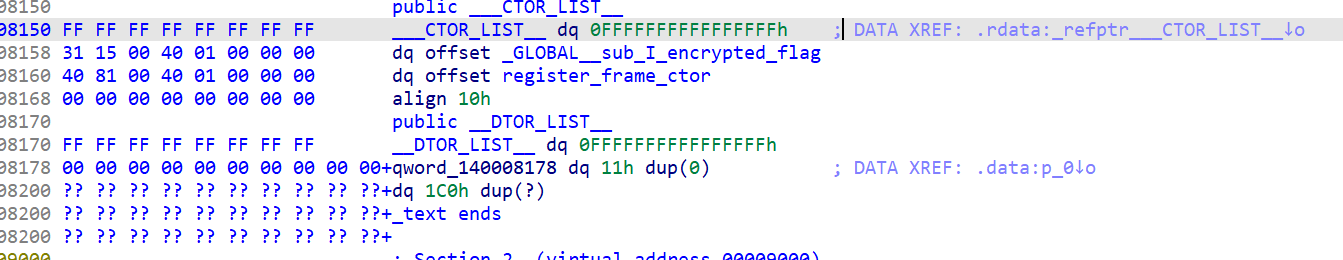 08150 public ___CTOR_LIST__
08150 FF FF FF FF FF FF FF FF ___CTOR_LIST__ dq 0FFFFFFFFFFFFFFFFh ; DATA XREF: .rdata:_refptr___CTOR_LIST__↓o
08158 31 15 00 40 01 00 00 00 dq offset _GLOBAL__sub_I_encrypted_flag
08160 40 81 00 40 01 00 00 00 dq offset register_frame_ctor
08168 00 00 00 00 00 00 00 00 align 10h
08170 public __DTOR_LIST__
08170 FF FF FF FF FF FF FF FF __DTOR_LIST__ dq 0FFFFFFFFFFFFFFFFh
08178 00 00 00 00 00 00 00 00 00 00+qword_140008178 dq 11h dup(0) ; DATA XREF: .data:p_0↓o
08200 ?? ?? ?? ?? ?? ?? ?? ?? ?? ??+dq 1C0h dup(?)
08200 ?? ?? ?? ?? ?? ?? ?? ?? ?? ??+_text ends
08200 ?? ?? ?? ?? ?? ?? ?? ?? ?? ??+
09000 ; Section 2. (virtual address 00009000)